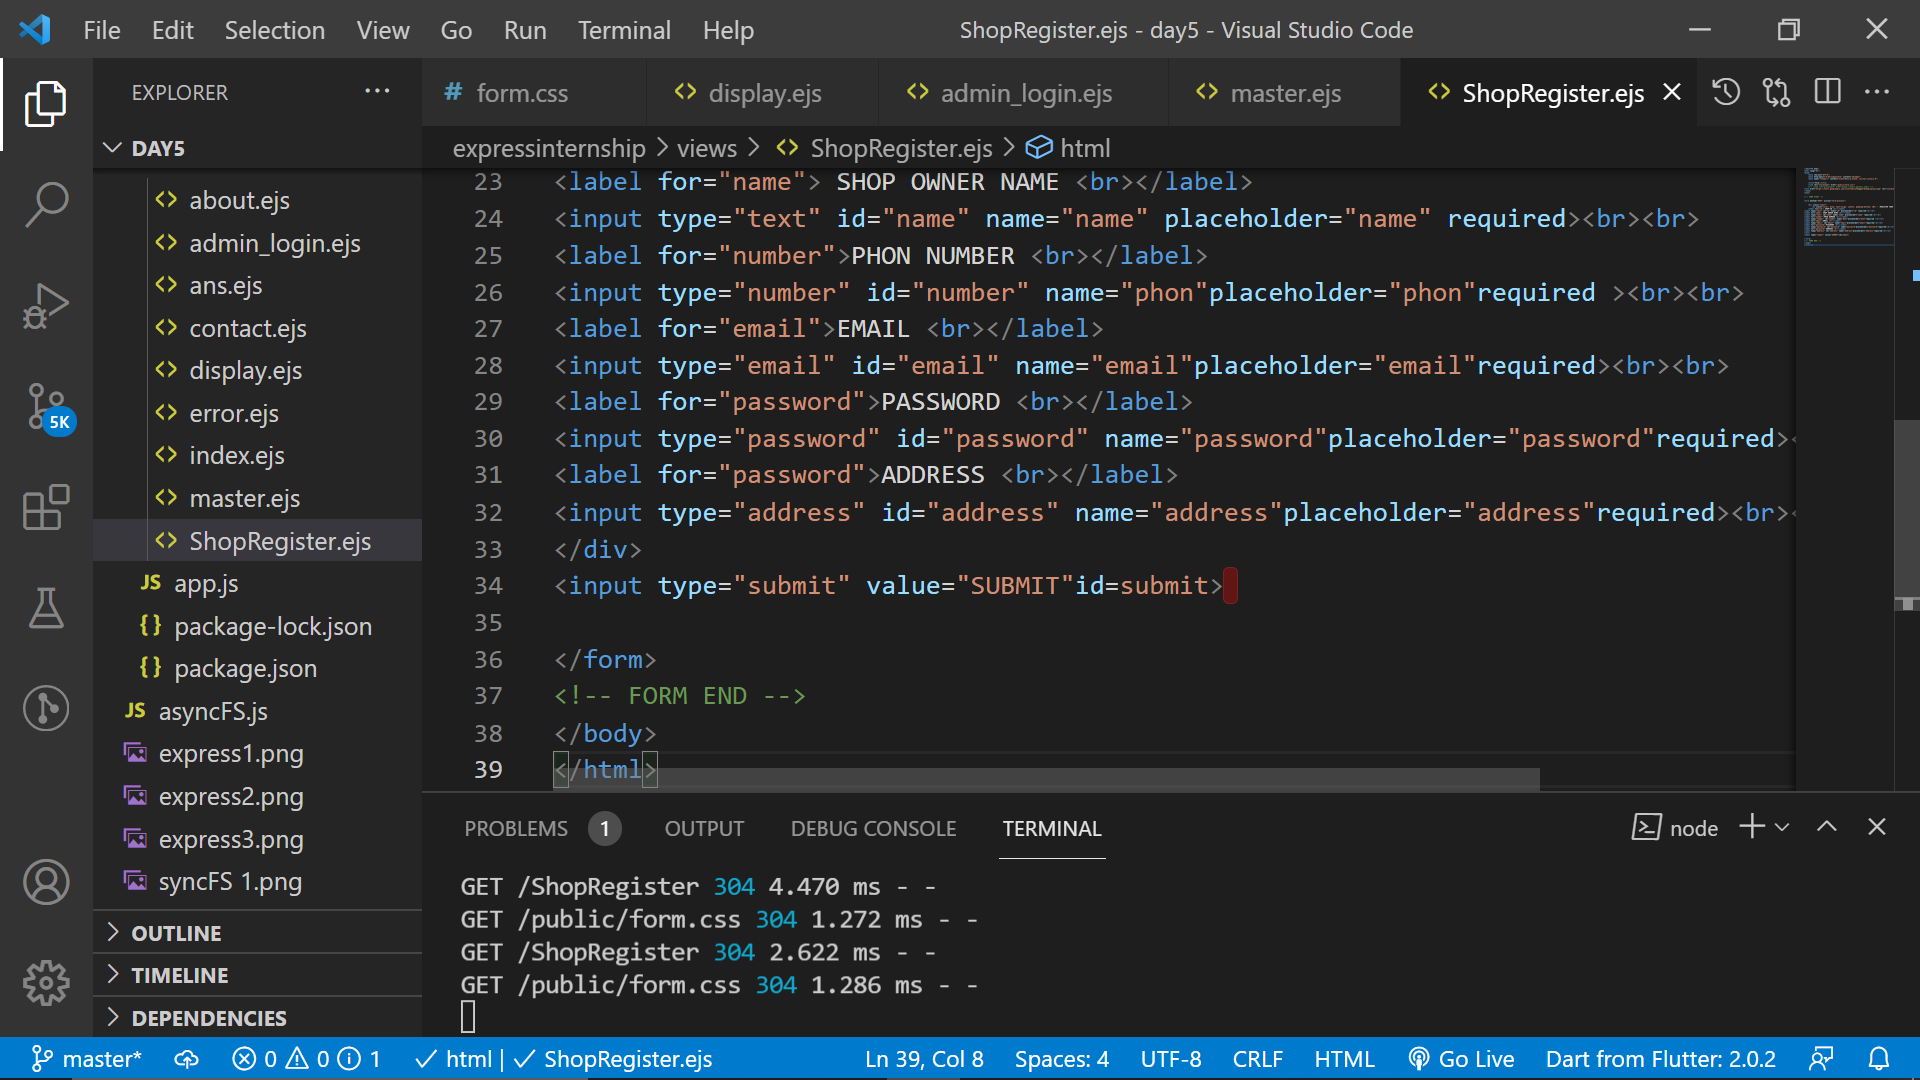 File Edit Selection View Go Run Terminal Help
ShopRegister.ejs - day5 - Visual Studio Code
EXPLORER
DAY5
about.ejs
admin_login.ejs
ans.ejs
contact.ejs
display.ejs
error.ejs
index.ejs
master.ejs
ShopRegister.ejs
JS app.js
{} package-lock.json
{} package.json
JS asyncFS.js
express1.png
express2.png
express3.png
syncFS 1.png
OUTLINE
TIMELINE
DEPENDENCIES
5K
# form.css
<> display.ejs
<> admin_login.ejs
<> master.ejs
<> ShopRegister.ejs
expressinternship > views > <> ShopRegister.ejs > html
23 <label for="name"> SHOP OWNER NAME <br></label>
24 <input type="text" id="name" name="name" placeholder="name" required><br><br>
25 <label for="number">PHON NUMBER <br></label>
26 <input type="number" id="number" name="phon"placeholder="phon"required ><br><br>
27 <label for="email">EMAIL <br></label>
28 <input type="email" id="email" name="email"placeholder="email"required><br><br>
29 <label for="password">PASSWORD <br></label>
30 <input type="password" id="password" name="password"placeholder="password"required><
31 <label for="password">ADDRESS <br></label>
32 <input type="address" id="address" name="address"placeholder="address"required><br><
33 </div>
34 <input type="submit" value="SUBMIT"id=submit>
35
36 </form>
37 <!-- FORM END -->
38 </body>
39 </html>
PROBLEMS 1 OUTPUT DEBUG CONSOLE TERMINAL
node
GET /ShopRegister 304 4.470 ms - -
GET /public/form.css 304 1.272 ms - -
GET /ShopRegister 304 2.622 ms - -
GET /public/form.css 304 1.286 ms - -
master* 0 0 1 html | ShopRegister.ejs Ln 39, Col 8 Spaces: 4 UTF-8 CRLF HTML Go Live Dart from Flutter: 2.0.2